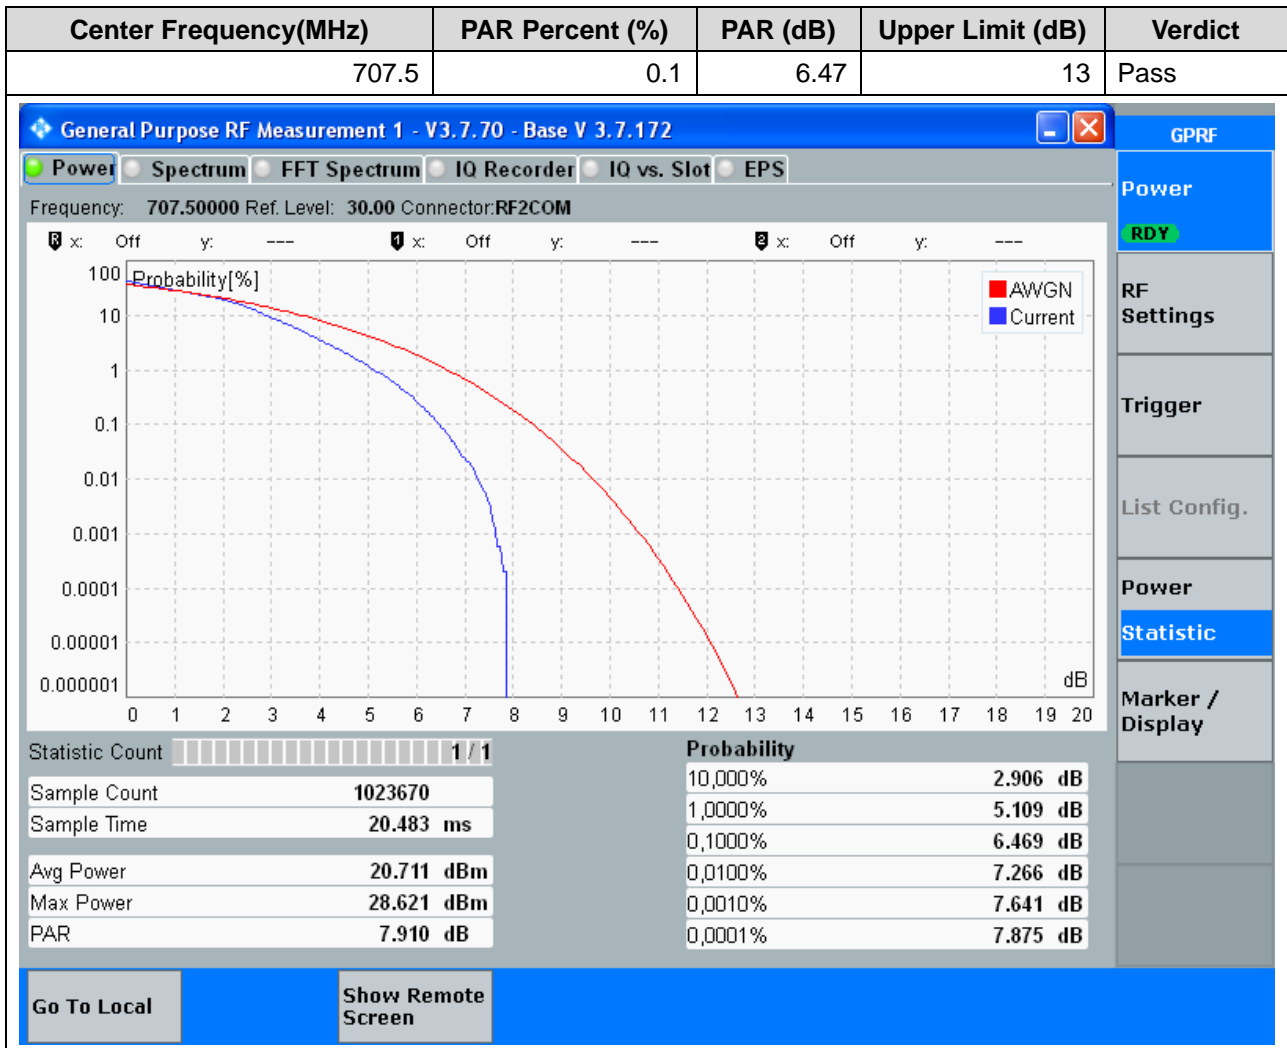 Center Frequency(MHz) PAR Percent (%) PAR (dB) Upper Limit (dB) Verdict
707.5 0.1 6.47 13 Pass
General Purpose RF Measurement 1 - V3.7.70 - Base V 3.7.172
GPRF
Power Spectrum FFT Spectrum IQ Recorder IQ vs. Slot EPS
Frequency: 707.50000 Ref. Level: 30.00 Connector:RF2COM
R x: Off y: --- 1 x: Off y: --- 2 x: Off y: ---
Probability[%]
AWGN
Current
100
10
1
0.1
0.01
0.001
0.0001
0.00001
0.000001
dB
0 1 2 3 4 5 6 7 8 9 10 11 12 13 14 15 16 17 18 19 20
Statistic Count 1 / 1
Sample Count 1023670
Sample Time 20.483 ms
Avg Power 20.711 dBm
Max Power 28.621 dBm
PAR 7.910 dB
Probability
10,000% 2.906 dB
1,0000% 5.109 dB
0,1000% 6.469 dB
0,0100% 7.266 dB
0,0010% 7.641 dB
0,0001% 7.875 dB
Power
RDY
RF
Settings
Trigger
List Config.
Power
Statistic
Marker /
Display
Go To Local
Show Remote
Screen